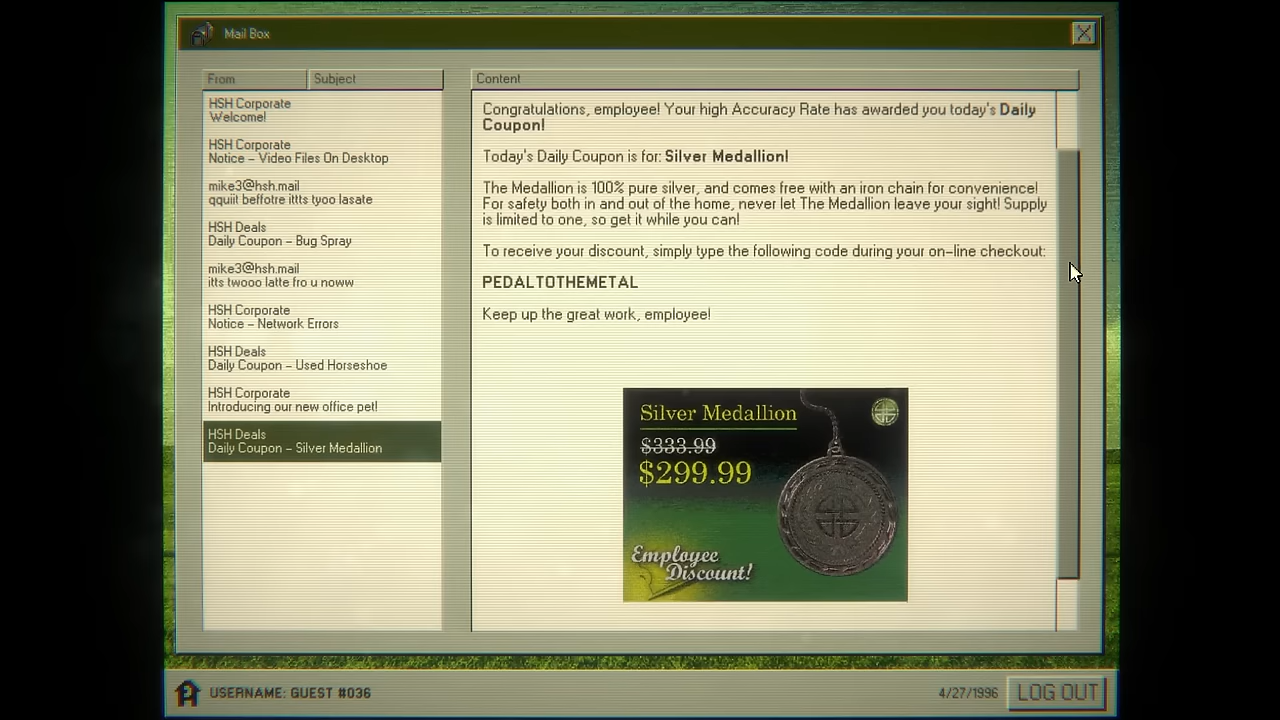 Mail Box
From Subject Content
HSH Corporate
Welcome!
HSH Corporate
Notice – Video Files On Desktop
mike3@hsh.mail
qquiit beffotre ittts tyoo lasate
HSH Deals
Daily Coupon – Bug Spray
mike3@hsh.mail
itts twooo latte fro u noww
HSH Corporate
Notice – Network Errors
HSH Deals
Daily Coupon – Used Horseshoe
HSH Corporate
Introducing our new office pet!
HSH Deals
Daily Coupon – Silver Medallion
Congratulations, employee! Your high Accuracy Rate has awarded you today's Daily
Coupon!
Today's Daily Coupon is for: Silver Medallion!
The Medallion is 100% pure silver, and comes free with an iron chain for convenience!
For safety both in and out of the home, never let The Medallion leave your sight! Supply
is limited to one, so get it while you can!
To receive your discount, simply type the following code during your on-line checkout:
PEDALTOTHEMETAL
Keep up the great work, employee!
Silver Medallion
$333.99
$299.99
Employee
Discount!
USERNAME: GUEST #036
4/27/1996
LOG OUT